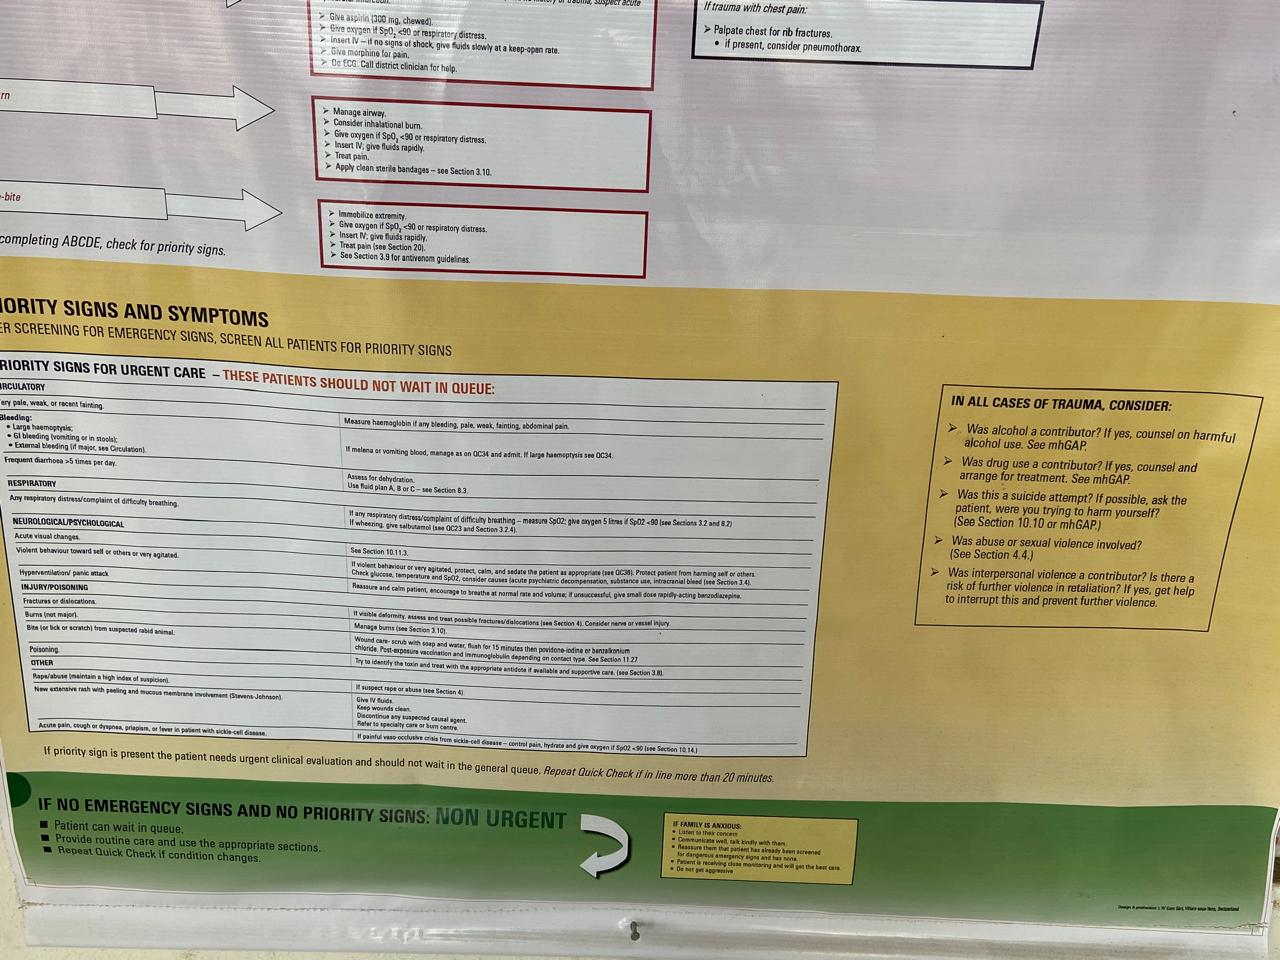 suspect acute
➢ Give aspirin (300 mg, chewed).
➢ Give oxygen if SpO₂ <90 or respiratory distress.
➢ Insert IV – if no signs of shock, give fluids slowly at a keep-open rate.
➢ Give morphine for pain.
➢ Do ECG. Call district clinician for help.
If trauma with chest pain:
➢ Palpate chest for rib fractures.
• if present, consider pneumothorax.
rn
➢ Manage airway.
➢ Consider inhalational burn.
➢ Give oxygen if SpO₂ <90 or respiratory distress.
➢ Insert IV; give fluids rapidly.
➢ Treat pain.
➢ Apply clean sterile bandages – see Section 3.10.
-bite
➢ Immobilize extremity.
➢ Give oxygen if SpO₂ <90 or respiratory distress.
➢ Insert IV; give fluids rapidly.
➢ Treat pain (see Section 20).
➢ See Section 3.9 for antivenom guidelines.
completing ABCDE, check for priority signs.
IORITY SIGNS AND SYMPTOMS
ER SCREENING FOR EMERGENCY SIGNS, SCREEN ALL PATIENTS FOR PRIORITY SIGNS
RIORITY SIGNS FOR URGENT CARE – THESE PATIENTS SHOULD NOT WAIT IN QUEUE:
IRCULATORY
ery pale, weak, or recent fainting.
Measure haemoglobin if any bleeding, pale, weak, fainting, abdominal pain.
Bleeding:
• Large haemoptysis;
• GI bleeding (vomiting or in stools);
• External bleeding (if major, see Circulation).
If melena or vomiting blood, manage as on QC34 and admit. If large haemoptysis see QC34.
Frequent diarrhoea >5 times per day.
Assess for dehydration.
Use fluid plan A, B or C – see Section 8.3.
RESPIRATORY
Any respiratory distress/complaint of difficulty breathing.
If any respiratory distress/complaint of difficulty breathing – measure SpO2; give oxygen 5 litres if SpO2 <90 (see Sections 3.2 and 8.2)
If wheezing, give salbutamol (see QC23 and Section 3.2.4).
NEUROLOGICAL/PSYCHOLOGICAL
Acute visual changes.
See Section 10.11.3.
Violent behaviour toward self or others or very agitated.
If violent behaviour or very agitated, protect, calm, and sedate the patient as appropriate (see QC38). Protect patient from harming self or others.
Check glucose, temperature and SpO2, consider causes (acute psychiatric decompensation, substance use, intracranial bleed (see Section 3.4).
Hyperventilation/ panic attack
Reassure and calm patient, encourage to breathe at normal rate and volume; if unsuccessful, give small dose rapidly-acting benzodiazepine.
INJURY/POISONING
Fractures or dislocations.
If visible deformity, assess and treat possible fractures/dislocations (see Section 4). Consider nerve or vessel injury.
Burns (not major).
Manage burns (see Section 3.10).
Bite (or lick or scratch) from suspected rabid animal.
Wound care- scrub with soap and water, flush for 15 minutes then povidone-iodine or benzalkonium
chloride. Post-exposure vaccination and immunoglobulin depending on contact type. See Section 11.27
Poisoning.
Try to identify the toxin and treat with the appropriate antidote if available and supportive care. (see Section 3.8).
OTHER
Rape/abuse (maintain a high index of suspicion).
If suspect rape or abuse (see Section 4).
New extensive rash with peeling and mucous membrane involvement (Stevens-Johnson).
Give IV fluids.
Keep wounds clean.
Discontinue any suspected causal agent.
Refer to specialty care or burn centre.
Acute pain, cough or dyspnea, priapism, or fever in patient with sickle-cell disease.
If painful vaso-occlusive crisis from sickle-cell disease – control pain, hydrate and give oxygen if SpO2 <90 (see Section 10.14.)
If priority sign is present the patient needs urgent clinical evaluation and should not wait in the general queue. Repeat Quick Check if in line more than 20 minutes.
IN ALL CASES OF TRAUMA, CONSIDER:
➢ Was alcohol a contributor? If yes, counsel on harmful
alcohol use. See mhGAP.
➢ Was drug use a contributor? If yes, counsel and
arrange for treatment. See mhGAP.
➢ Was this a suicide attempt? If possible, ask the
patient, were you trying to harm yourself?
(See Section 10.10 or mhGAP.)
➢ Was abuse or sexual violence involved?
(See Section 4.4.)
➢ Was interpersonal violence a contributor? Is there a
risk of further violence in retaliation? If yes, get help
to interrupt this and prevent further violence.
IF NO EMERGENCY SIGNS AND NO PRIORITY SIGNS: NON URGENT
■ Patient can wait in queue.
■ Provide routine care and use the appropriate sections.
■ Repeat Quick Check if condition changes.
IF FAMILY IS ANXIOUS:
• Listen to their concern
• Communicate well, talk kindly with them.
• Reassure them that patient has already been screened
for dangerous emergency signs and has none.
• Patient is receiving close monitoring and will get the best care.
• Do not get aggressive